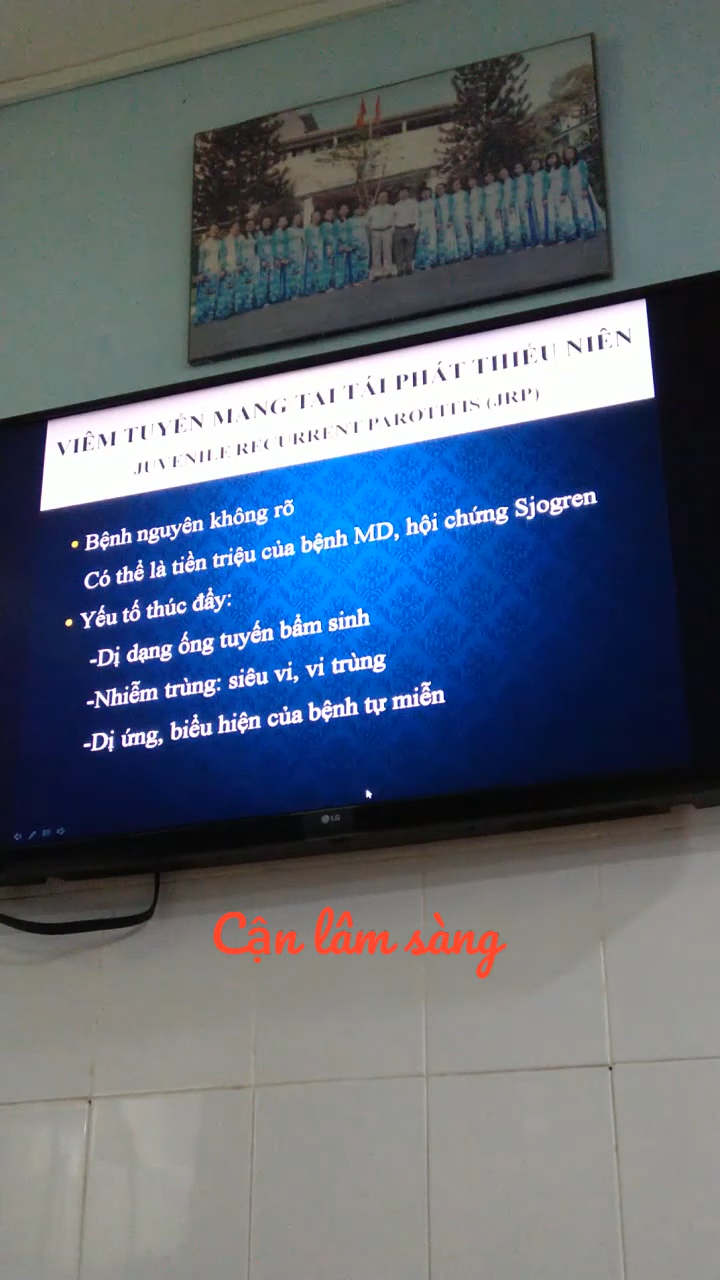 VIÊM TUYẾN MANG TAI TÁI PHÁT THIẾU NIÊN
JUVENILE RECURRENT PAROTITIS (JRP)
• Bệnh nguyên không rõ
Có thể là tiền triệu của bệnh MD, hội chứng Sjogren
• Yếu tố thúc đẩy:
-Dị dạng ống tuyến bẩm sinh
-Nhiễm trùng: siêu vi, vi trùng
-Dị ứng, biểu hiện của bệnh tự miễn
LG
Cận lâm sàng